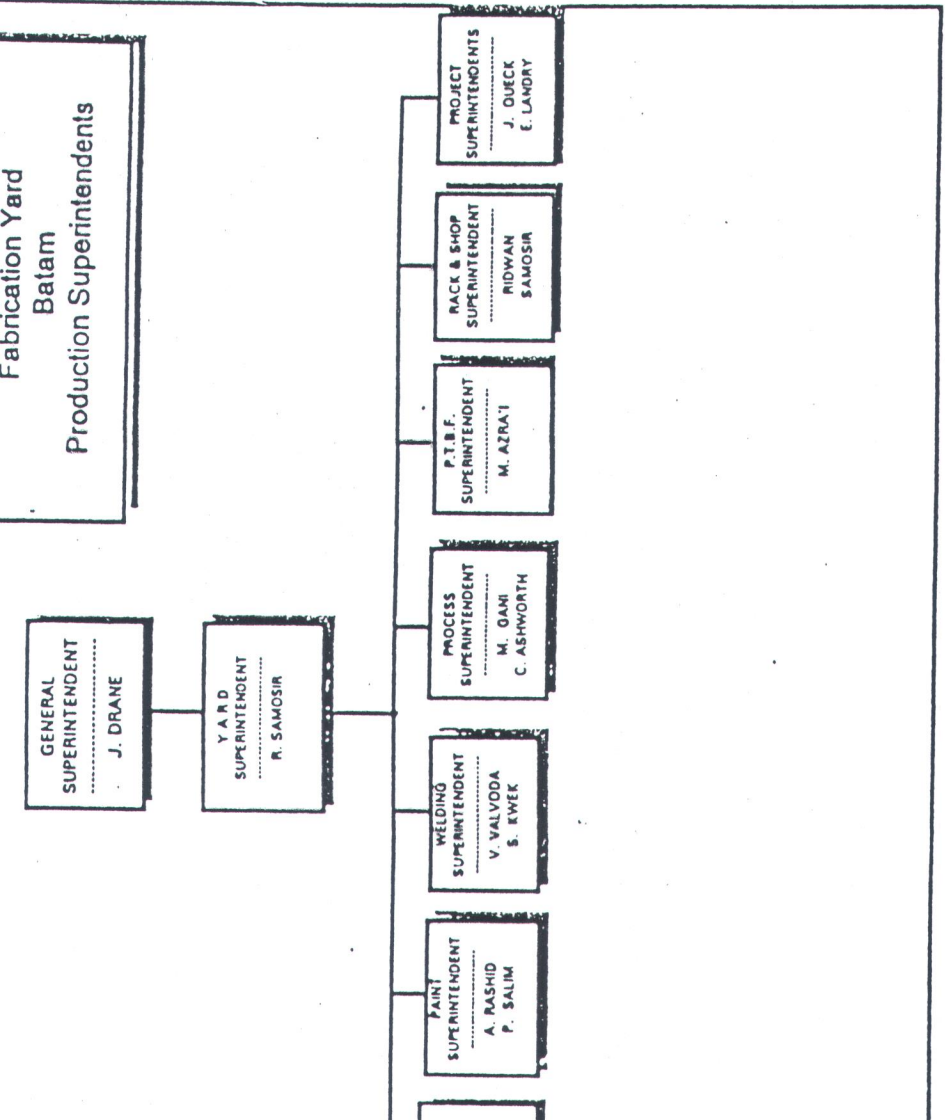 Fabrication Yard
Batam
Production Superintendents
GENERAL
SUPERINTENDENT
J. DRANE
YARD
SUPERINTENDENT
R. SAMOSIR
PAINT
SUPERINTENDENT
A. RASHID
P. SALIM
WELDING
SUPERINTENDENT
V. VALVODA
S. KWEK
PROCESS
SUPERINTENDENT
M. GANI
C. ASHWORTH
P.T.B.F.
SUPERINTENDENT
M. AZRA'I
RACK & SHOP
SUPERINTENDENT
RIDWAN
SAMOSIR
PROJECT
SUPERINTENDENTS
J. QUECK
E. LANDRY